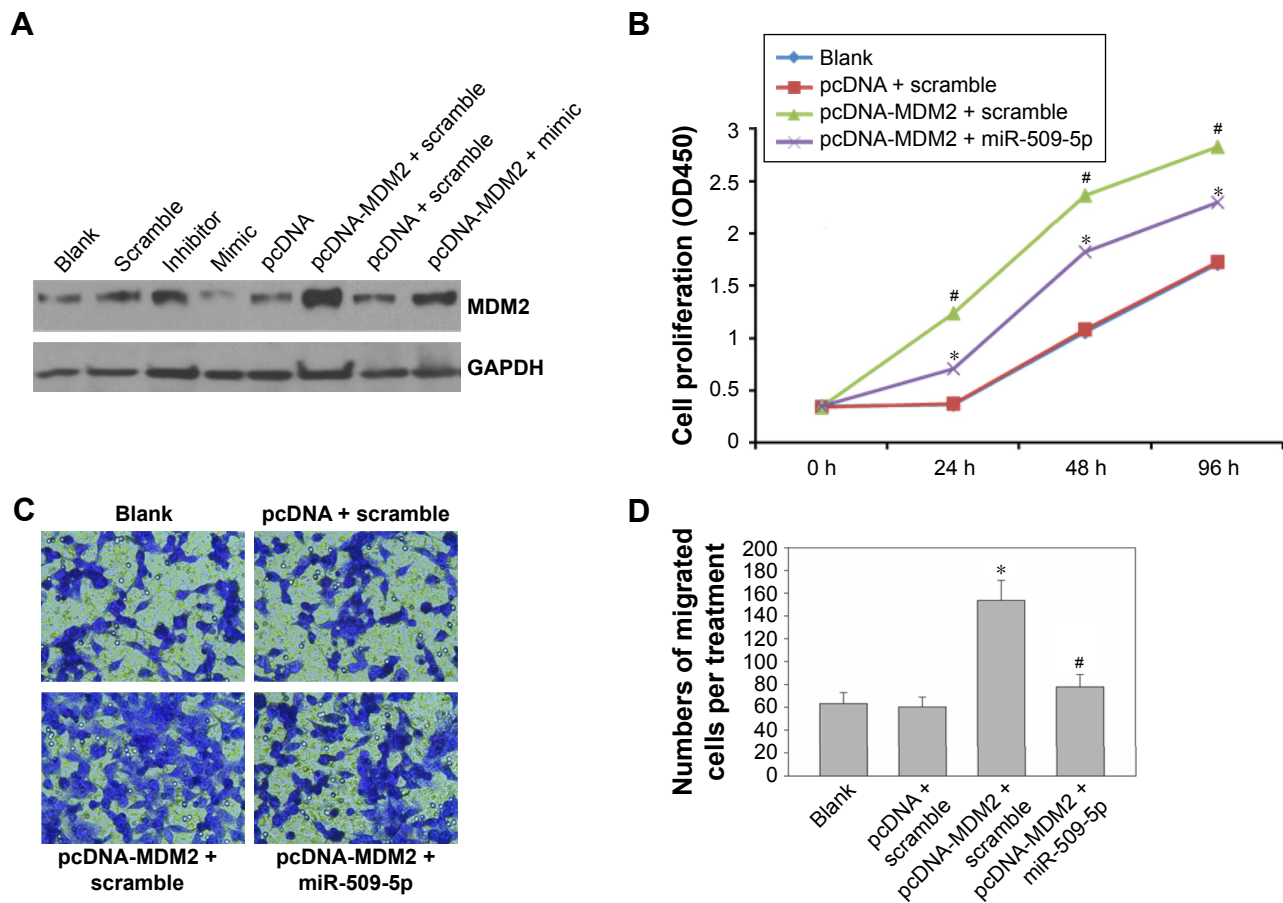 A
Blank
Scramble
Inhibitor
Mimic
pcDNA
pcDNA-MDM2 + scramble
pcDNA + scramble
pcDNA-MDM2 + mimic
MDM2
GAPDH
B
Blank
pcDNA + scramble
pcDNA-MDM2 + scramble
pcDNA-MDM2 + miR-509-5p
Cell proliferation (OD450)
3
2.5
2
1.5
1
0.5
0
#
#
#
*
*
*
0 h
24 h
48 h
96 h
C
Blank
pcDNA + scramble
pcDNA-MDM2 +
scramble
pcDNA-MDM2 +
miR-509-5p
D
Numbers of migrated
cells per treatment
200
180
160
140
120
100
80
60
40
20
0
*
#
Blank
pcDNA +
scramble
pcDNA-MDM2 +
scramble
pcDNA-MDM2 +
miR-509-5p